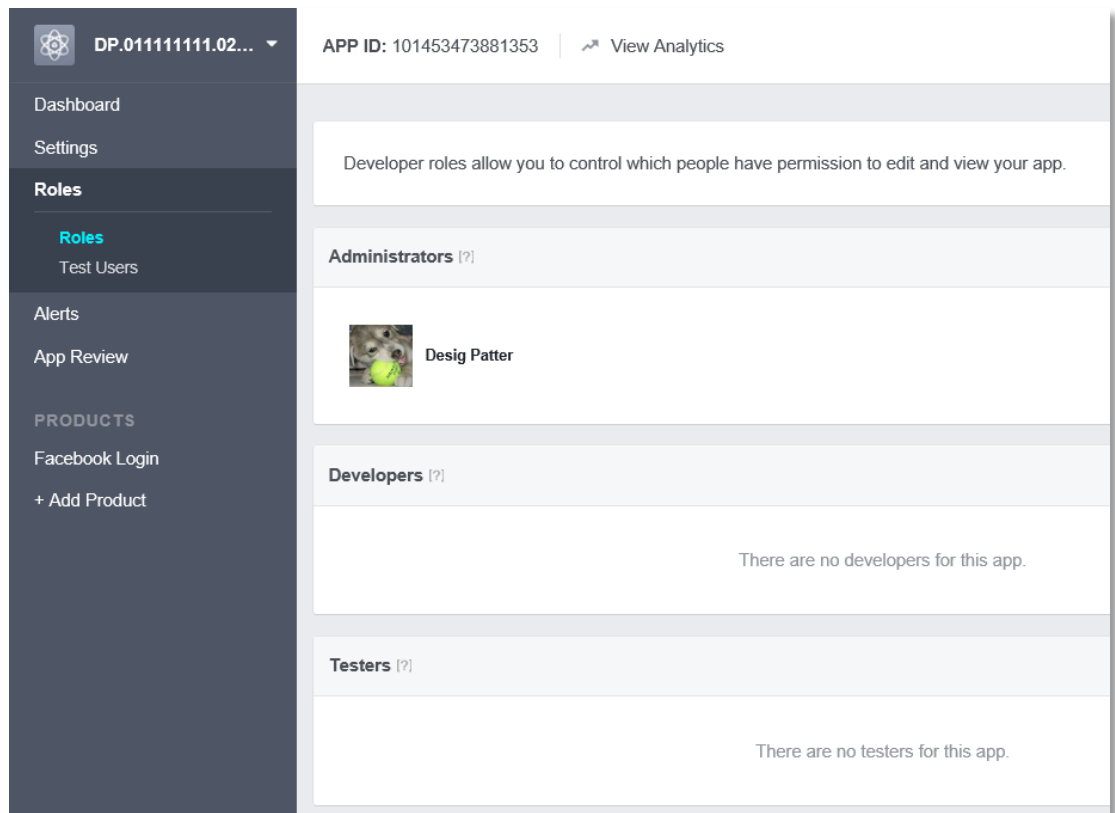 DP.011111111.02...
APP ID: 101453473881353
View Analytics
Dashboard
Settings
Roles
Roles
Test Users
Alerts
App Review
PRODUCTS
Facebook Login
+ Add Product
Developer roles allow you to control which people have permission to edit and view your app.
Administrators [?]
Desig Patter
Developers [?]
There are no developers for this app.
Testers [?]
There are no testers for this app.